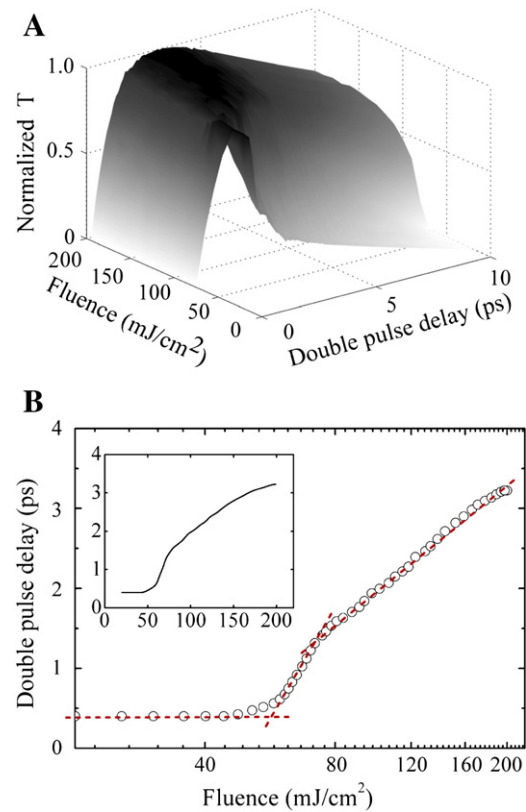 A
Normalized T
1.0
0.5
0
200
150
100
50
0
Fluence (mJ/cm²)
0
5
10
Double pulse delay (ps)
B
Double pulse delay (ps)
4
3
2
1
0
4
3
2
1
0
0 50 100 150 200
40 80 120 160 200
Fluence (mJ/cm²)